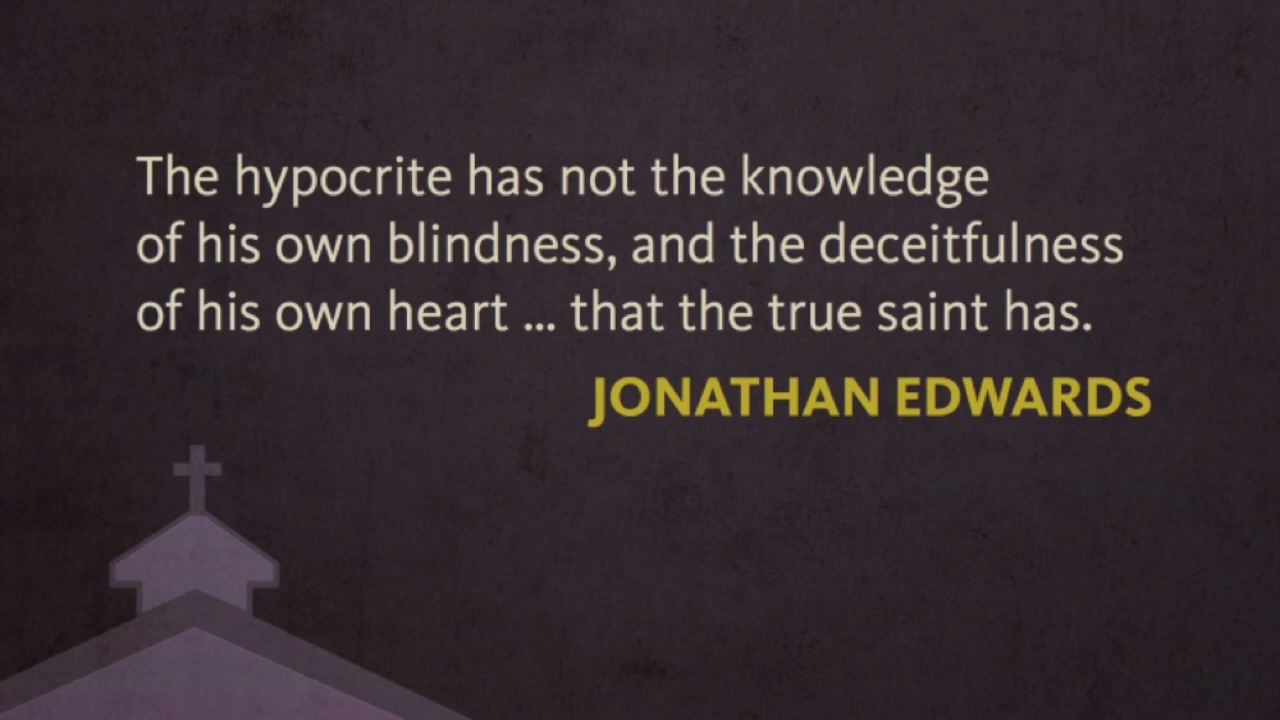 The hypocrite has not the knowledge
of his own blindness, and the deceitfulness
of his own heart ... that the true saint has.
JONATHAN EDWARDS